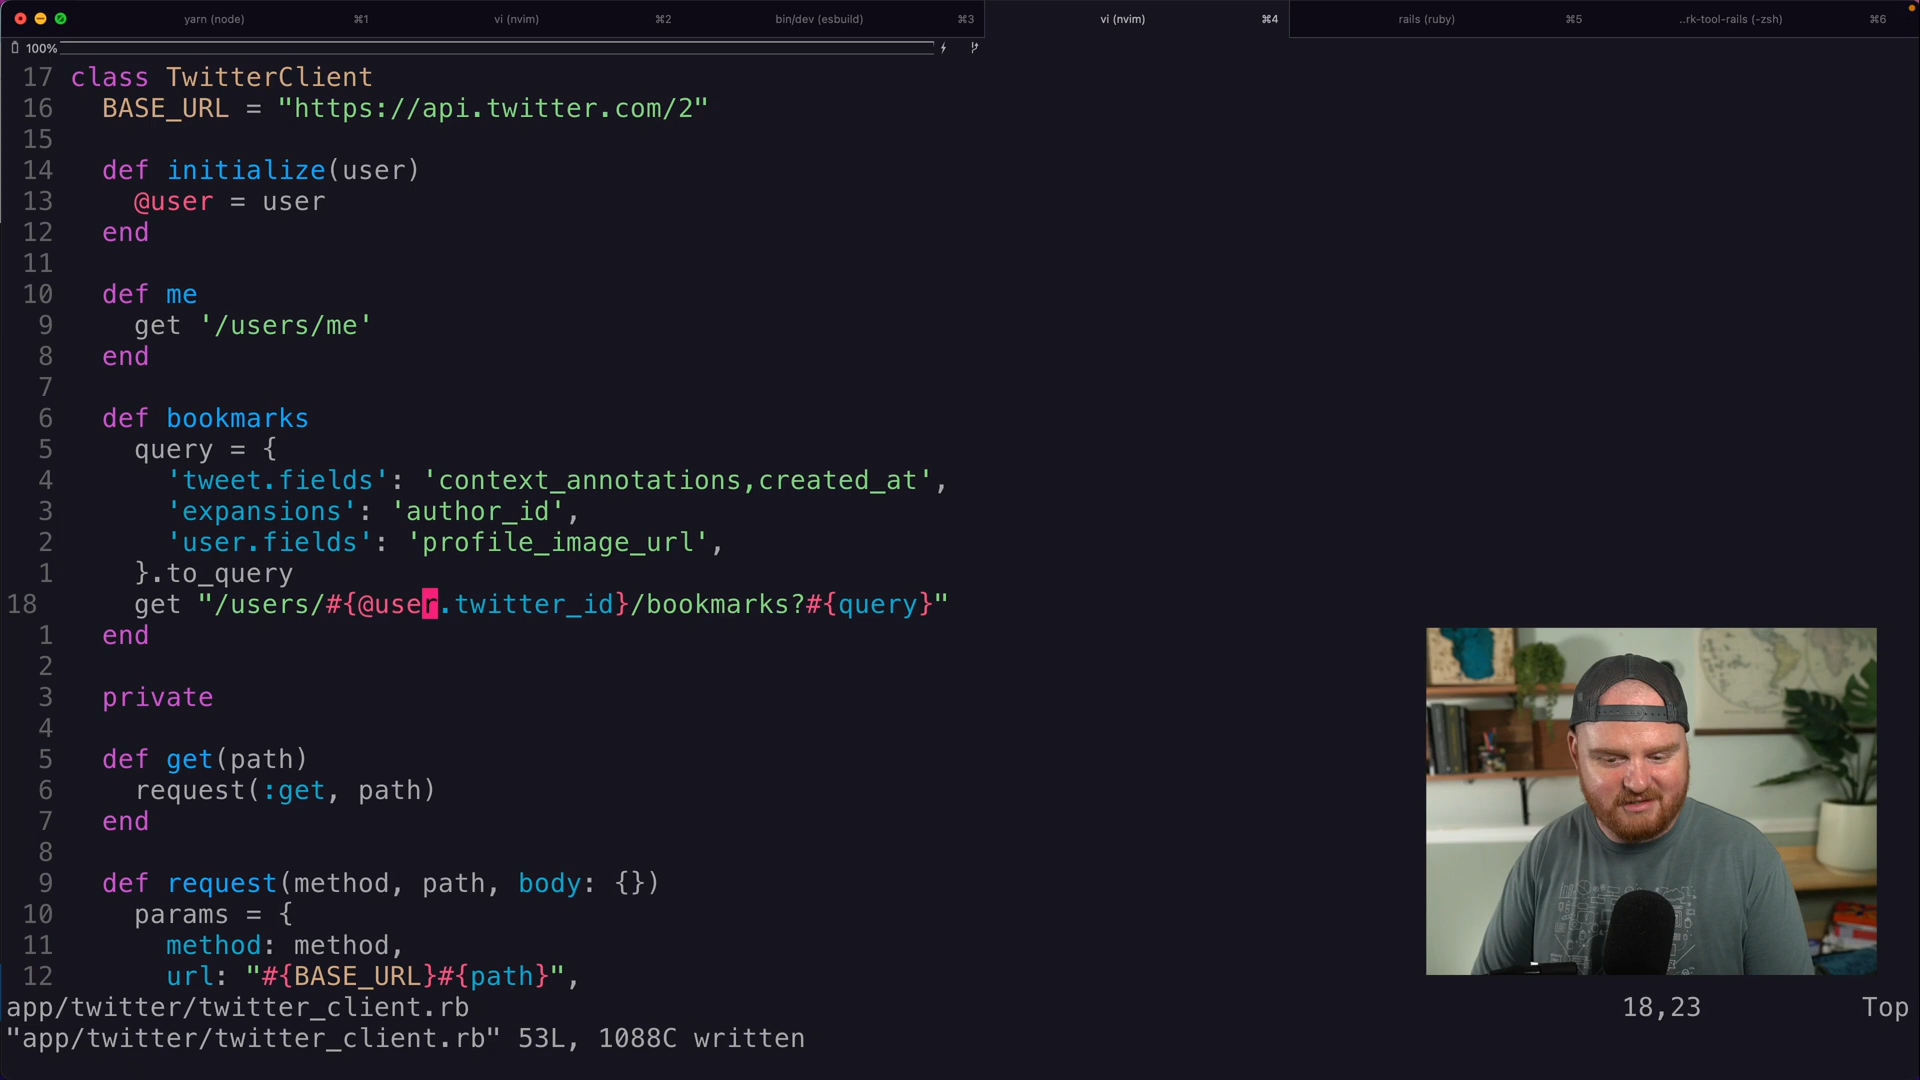 yarn (node) ⌘1 vi (nvim) ⌘2 bin/dev (esbuild) ⌘3 vi (nvim) ⌘4 rails (ruby) ⌘5 ..rk-tool-rails (-zsh) ⌘6
100%
17 class TwitterClient
16   BASE_URL = "https://api.twitter.com/2"
15
14   def initialize(user)
13     @user = user
12   end
11
10   def me
9     get '/users/me'
8   end
7
6   def bookmarks
5     query = {
4       'tweet.fields': 'context_annotations,created_at',
3       'expansions': 'author_id',
2       'user.fields': 'profile_image_url',
1     }.to_query
18     get "/users/#{@user.twitter_id}/bookmarks?#{query}"
1   end
2
3   private
4
5   def get(path)
6     request(:get, path)
7   end
8
9   def request(method, path, body: {})
10     params = {
11       method: method,
12       url: "#{BASE_URL}#{path}",
app/twitter/twitter_client.rb 18,23 Top
"app/twitter/twitter_client.rb" 53L, 1088C written